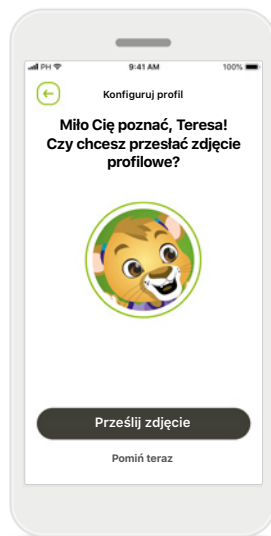 PH 9:41 AM 100%
Konfiguruj profil
Miło Cię poznać, Teresa!
Czy chcesz przesłać zdjęcie
profilowe?
Prześlij zdjęcie
Pomiń teraz